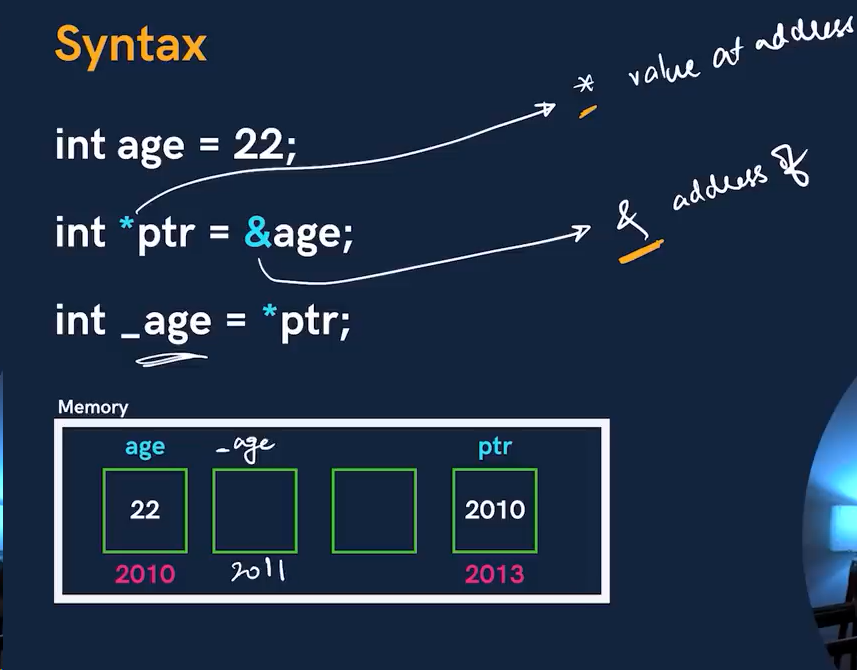 Syntax
* value at address
int age = 22;
& address of
int *ptr = &age;
int _age = *ptr;
Memory
age _age ptr
22 2010
2010 2011 2013